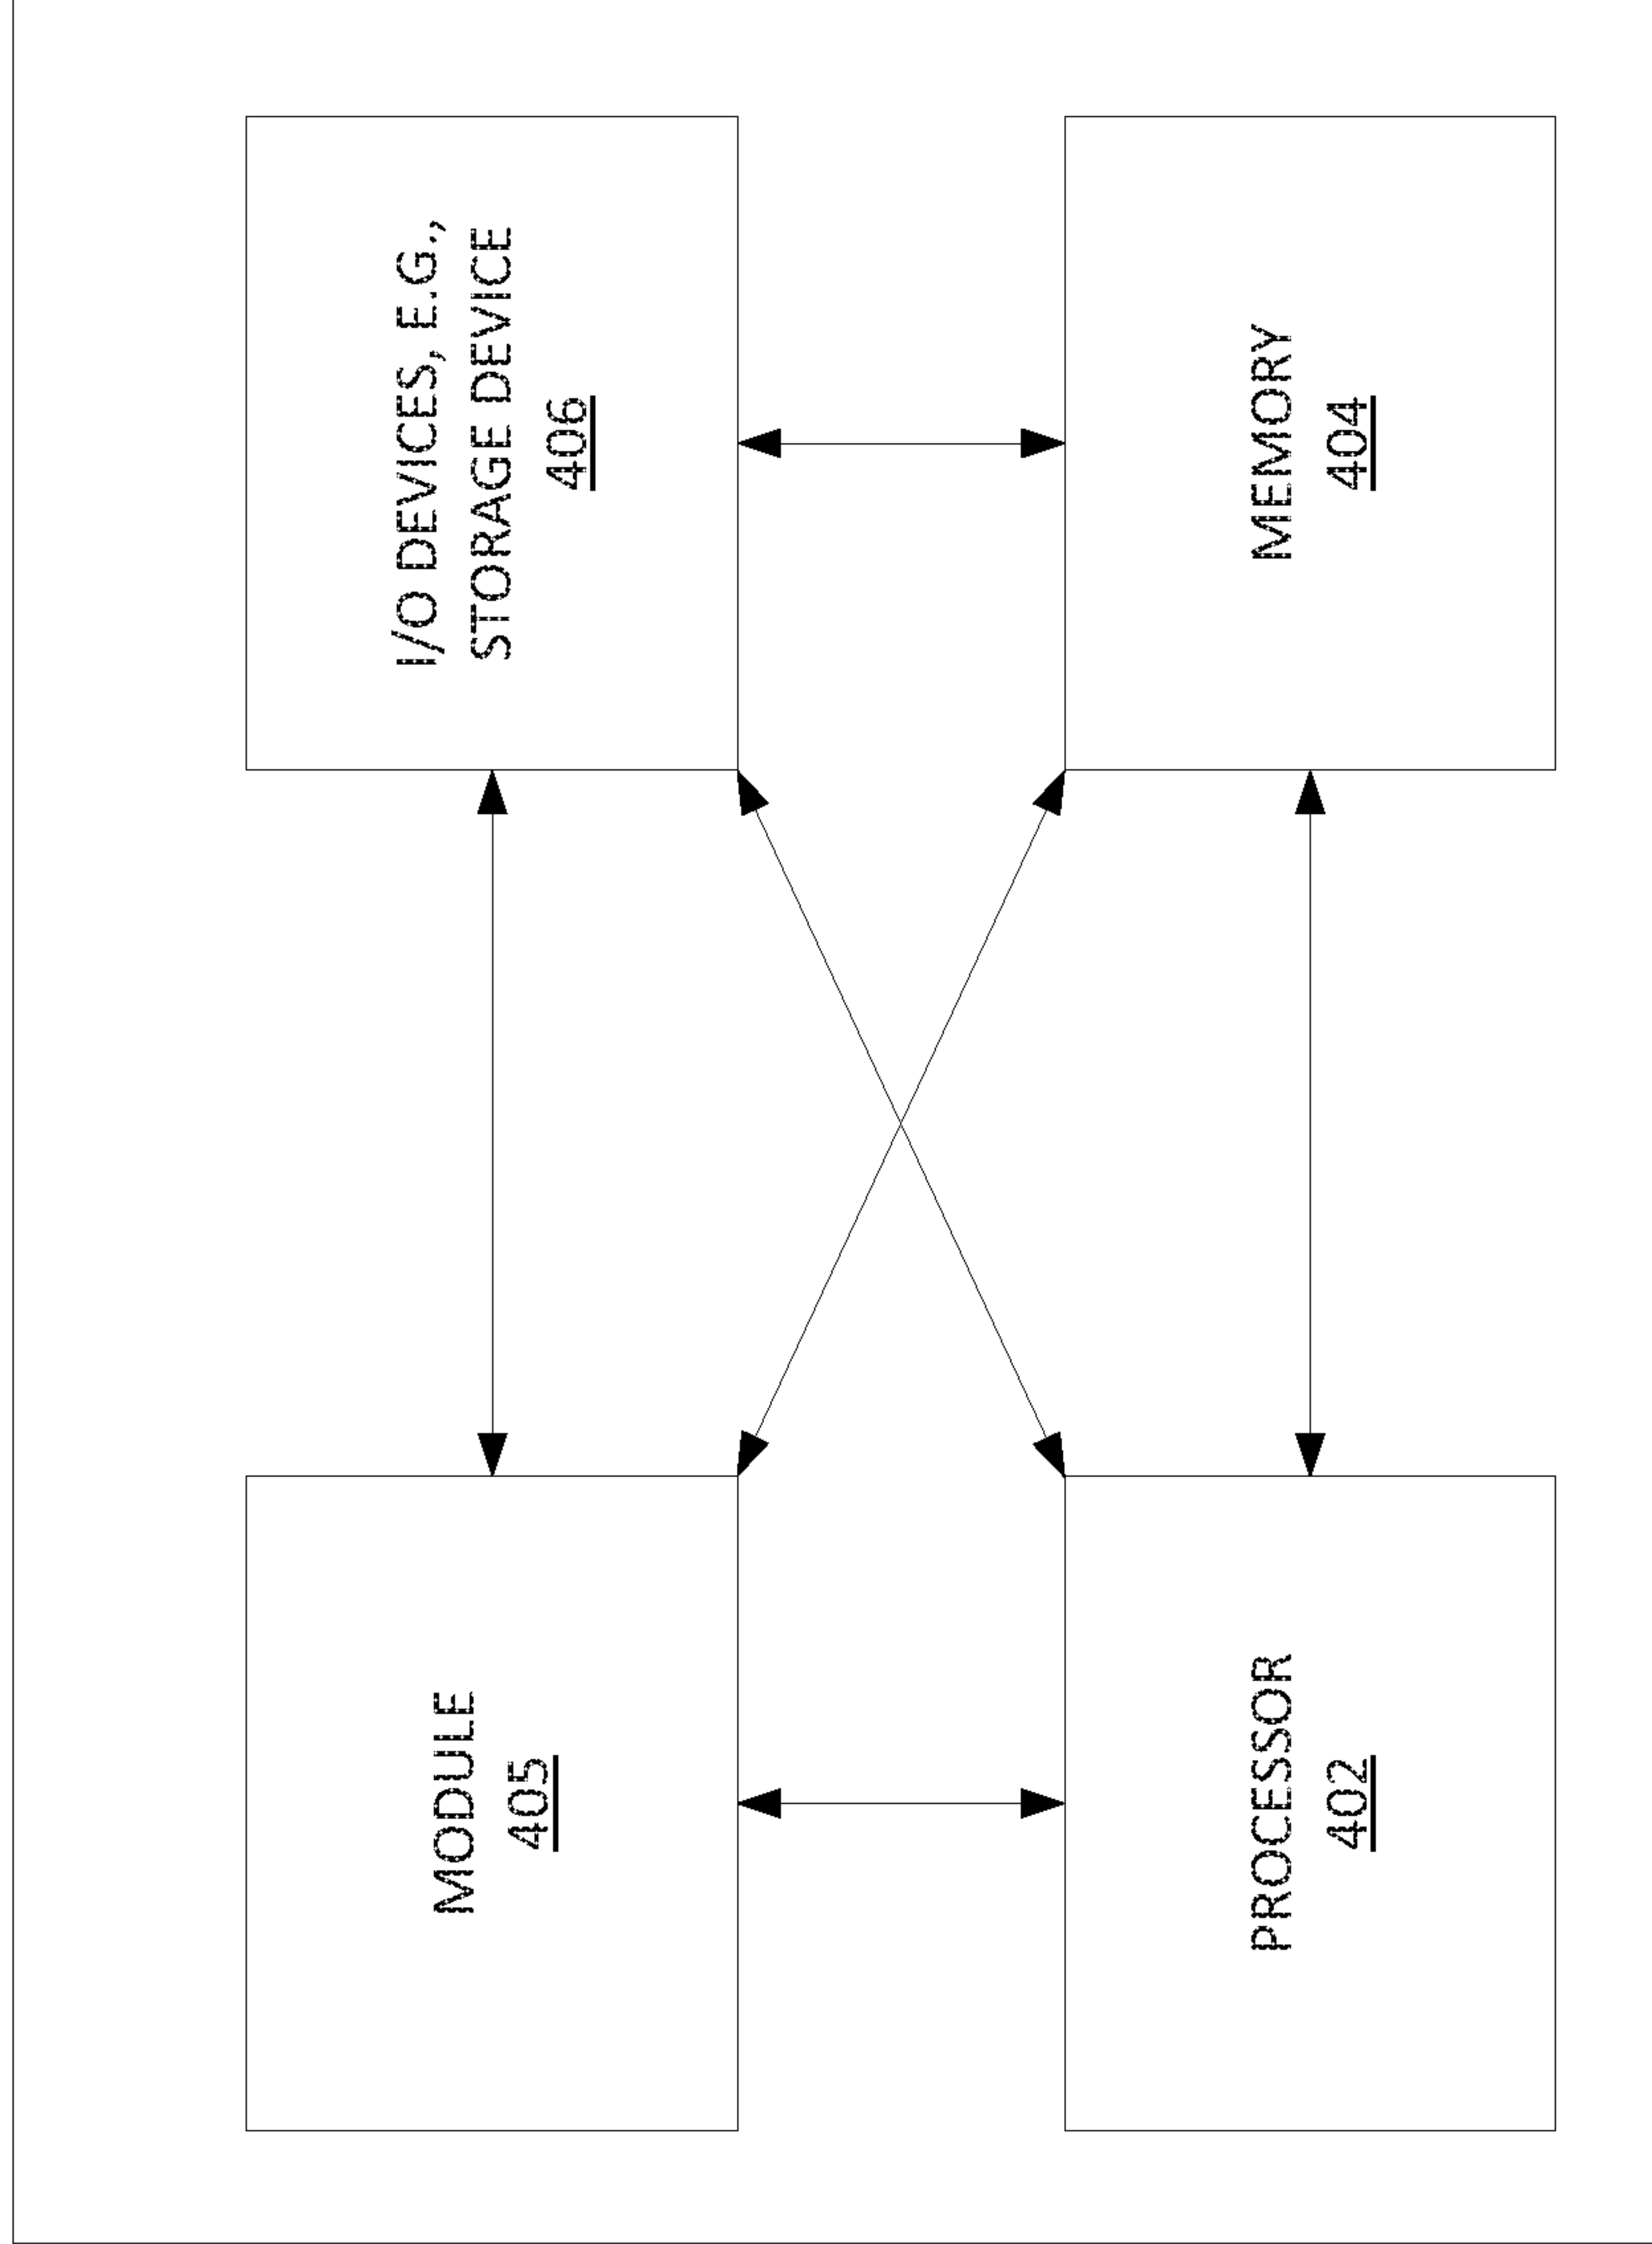 MODULE
405
I/O DEVICES, E.G.,
STORAGE DEVICE
406
PROCESSOR
402
MEMORY
404